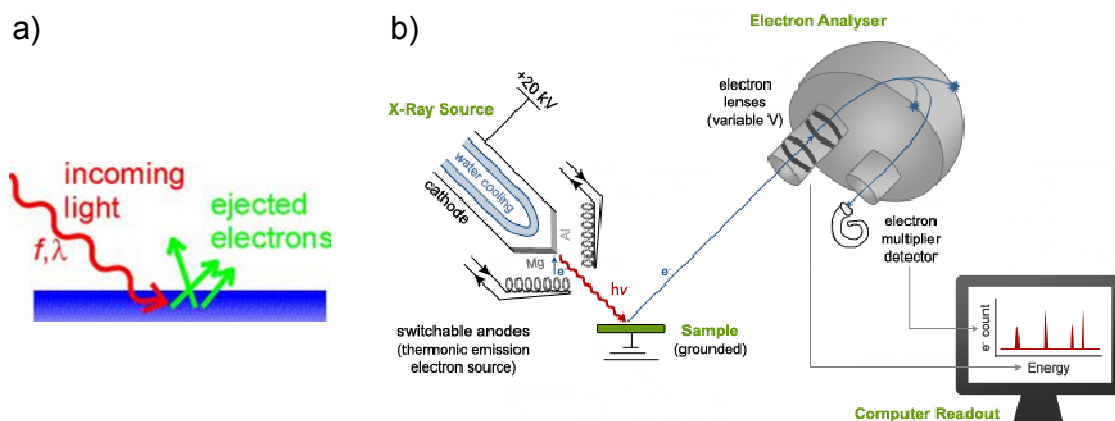 a)
incoming
light
f,λ
ejected
electrons
b)
Electron Analyser
electron
lenses
(variable V)
+20 kV
X-Ray Source
water cooling
cathode
Al
Mg
e-
hν
e-
electron
multiplier
detector
switchable anodes
(thermonic emission
electron source)
Sample
(grounded)
e- count
Energy
Computer Readout